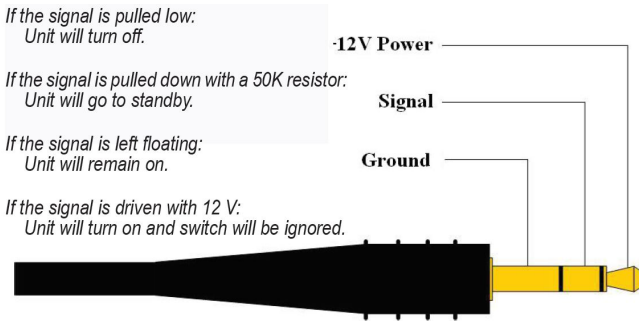 If the signal is pulled low:
Unit will turn off.
If the signal is pulled down with a 50K resistor:
Unit will go to standby.
If the signal is left floating:
Unit will remain on.
If the signal is driven with 12 V:
Unit will turn on and switch will be ignored.
-12V Power
Signal
Ground